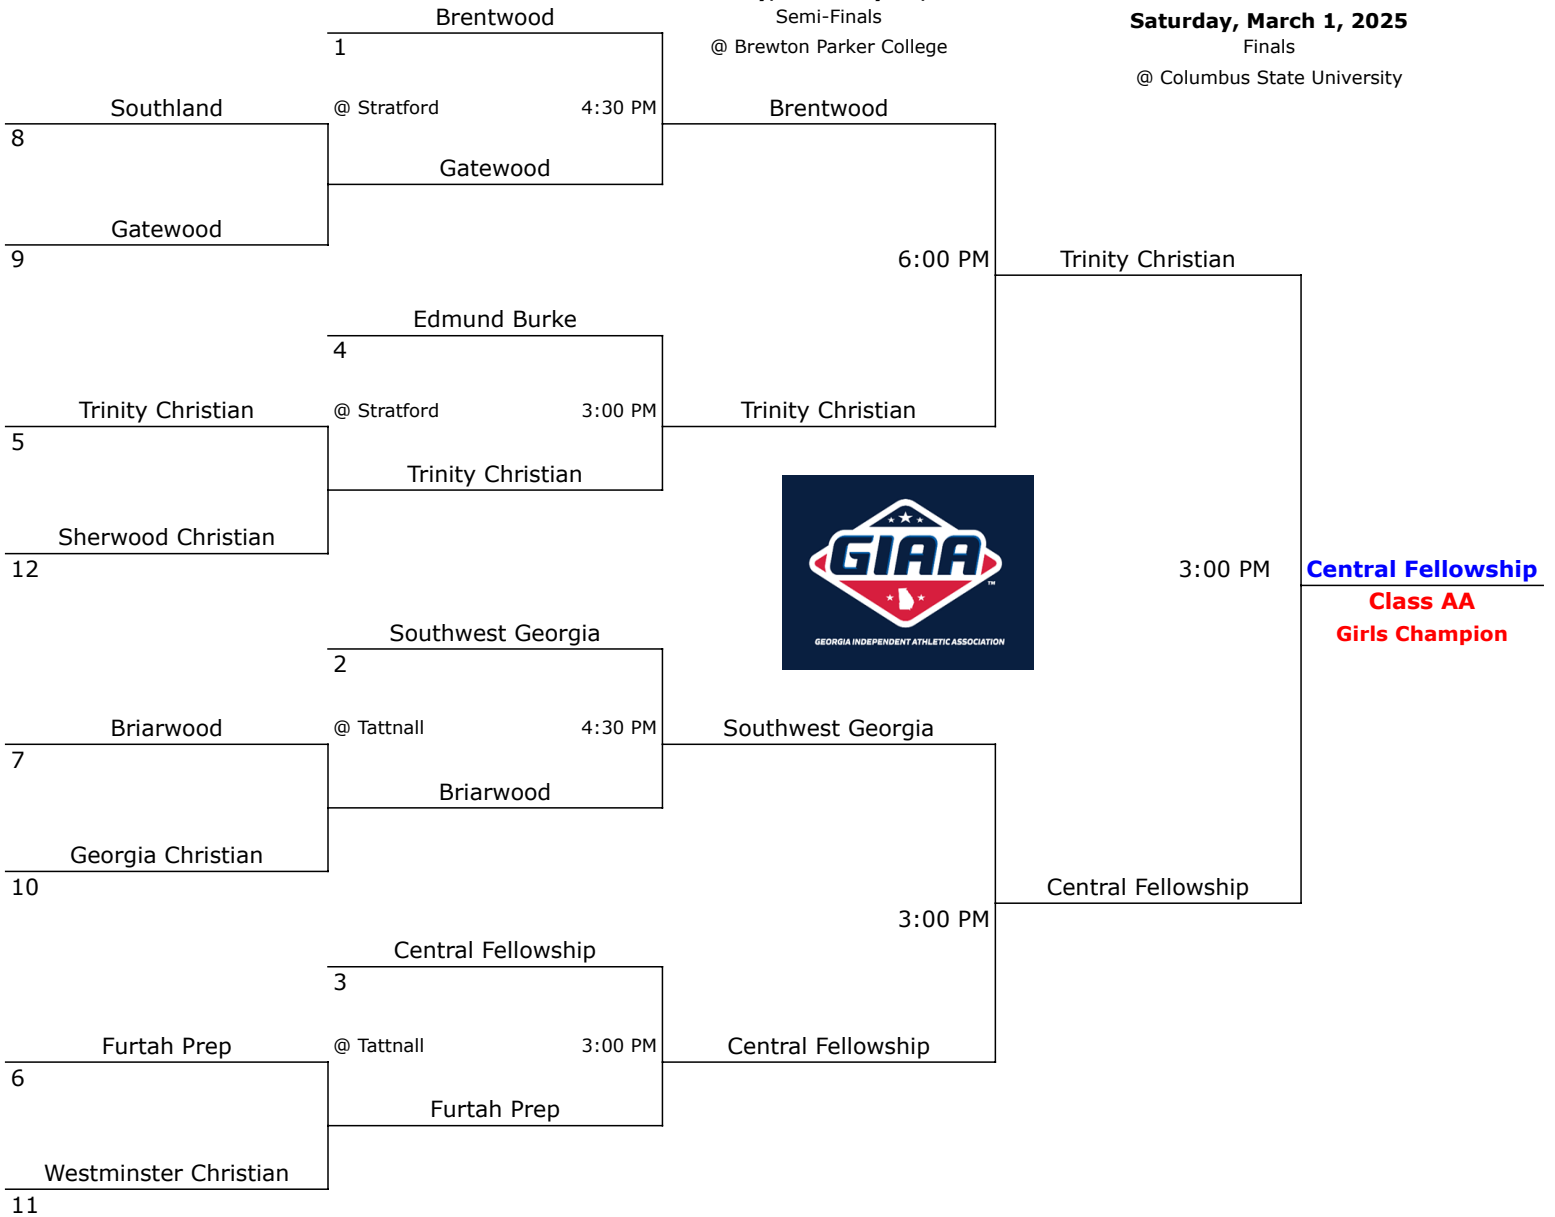 Brentwood
Semi-Finals
Saturday, March 1, 2025
1
@ Brewton Parker College
Finals
@ Columbus State University
Southland
@ Stratford
4:30 PM
Brentwood
8
Gatewood
Gatewood
9
6:00 PM
Trinity Christian
Edmund Burke
4
Trinity Christian
@ Stratford
3:00 PM
Trinity Christian
5
Trinity Christian
Sherwood Christian
12
GIAA
TM
GEORGIA INDEPENDENT ATHLETIC ASSOCIATION
3:00 PM
Central Fellowship
Class AA
Girls Champion
Southwest Georgia
2
Briarwood
@ Tattnall
4:30 PM
Southwest Georgia
7
Briarwood
Georgia Christian
10
Central Fellowship
3:00 PM
Central Fellowship
3
Furtah Prep
@ Tattnall
3:00 PM
Central Fellowship
6
Furtah Prep
Westminster Christian
11